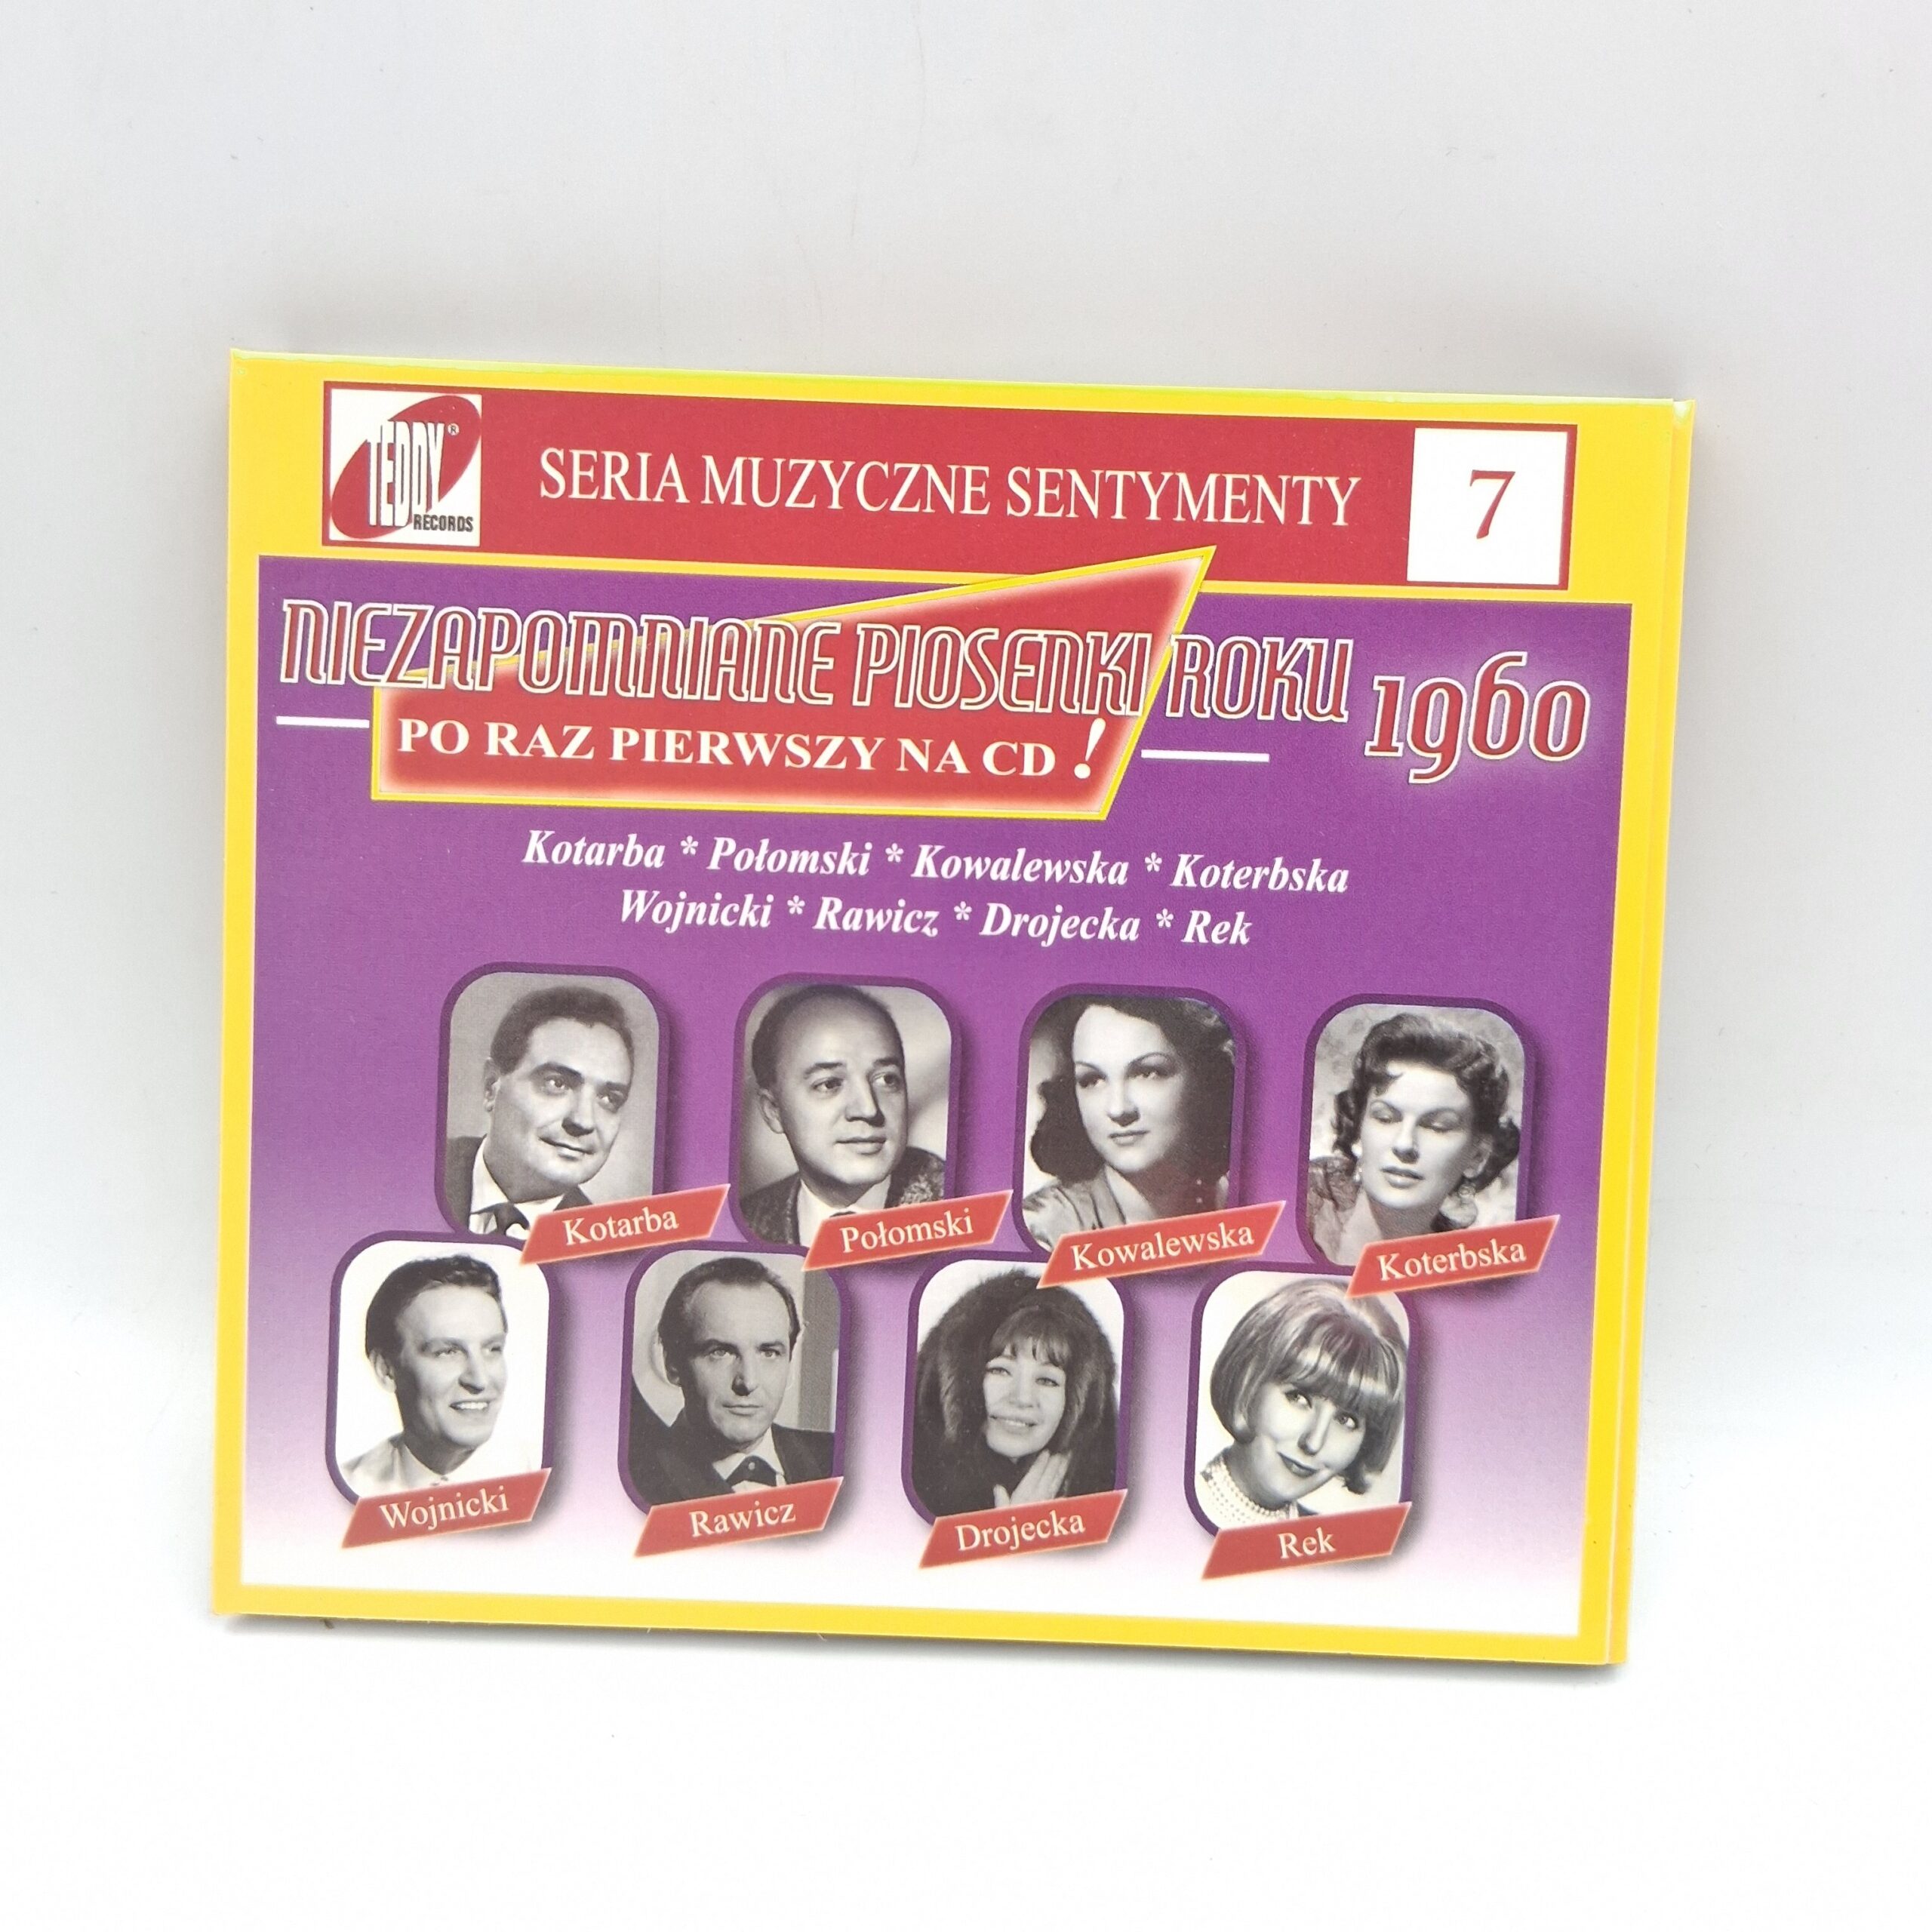 TEDDY®
RECORDS
SERIA MUZYCZNE SENTYMENTY
7
NIEZAPOMNIANE PIOSENKI ROKU 1960
PO RAZ PIERWSZY NA CD!
Kotarba * Połomski * Kowalewska * Koterbska
Wojnicki * Rawicz * Drojecka * Rek
Kotarba
Połomski
Kowalewska
Koterbska
Wojnicki
Rawicz
Drojecka
Rek